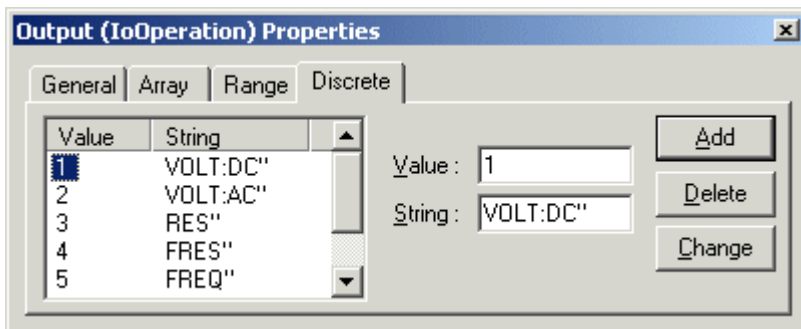 Output (IoOperation) Properties
General Array Range Discrete
Value String
1 VOLT:DC"
2 VOLT:AC"
3 RES"
4 FRES"
5 FREQ"
Value : 1
String : VOLT:DC"
Add
Delete
Change